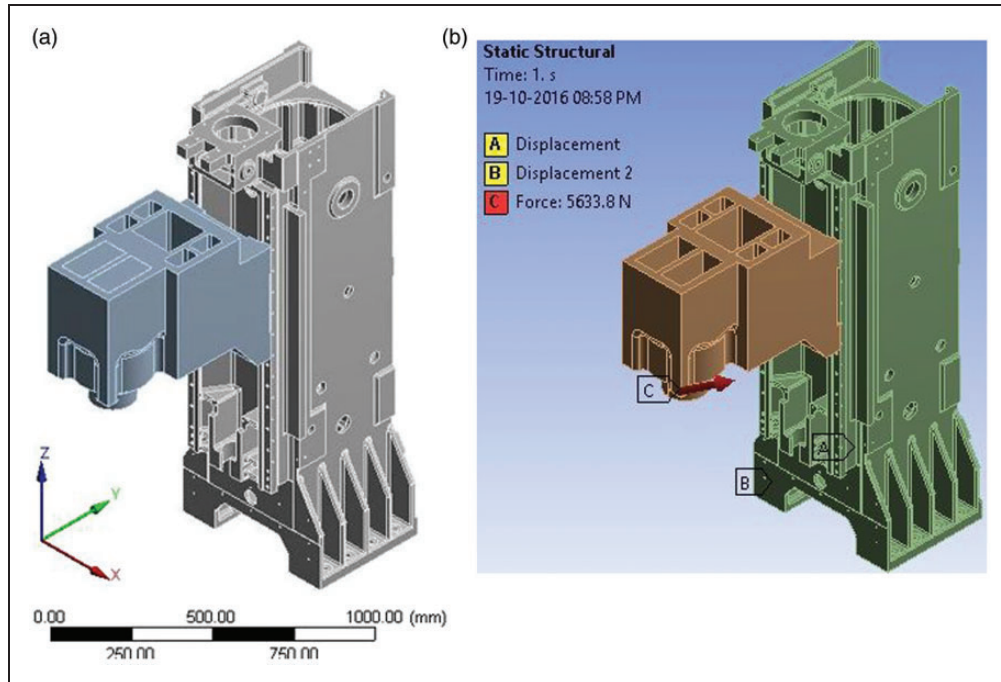 (a)
Z
Y
X
0.00 500.00 1000.00 (mm)
250.00 750.00
(b)
Static Structural
Time: 1. s
19-10-2016 08:58 PM
A Displacement
B Displacement 2
C Force: 5633.8 N
C
A
B